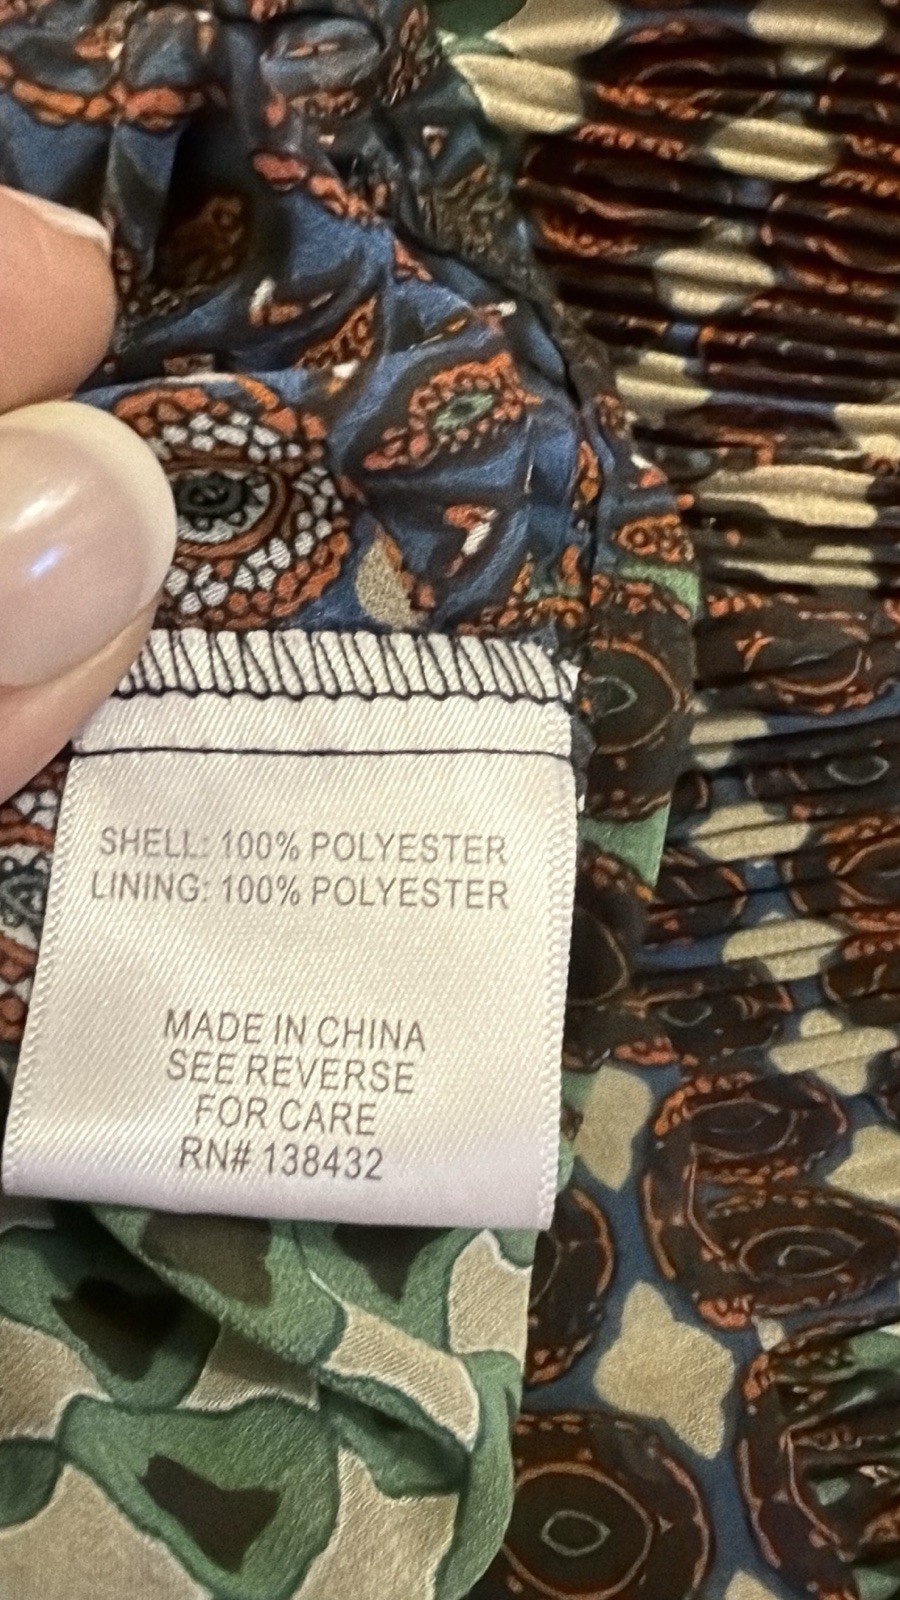 SHELL: 100% POLYESTER
LINING: 100% POLYESTER
MADE IN CHINA
SEE REVERSE
FOR CARE
RN# 138432